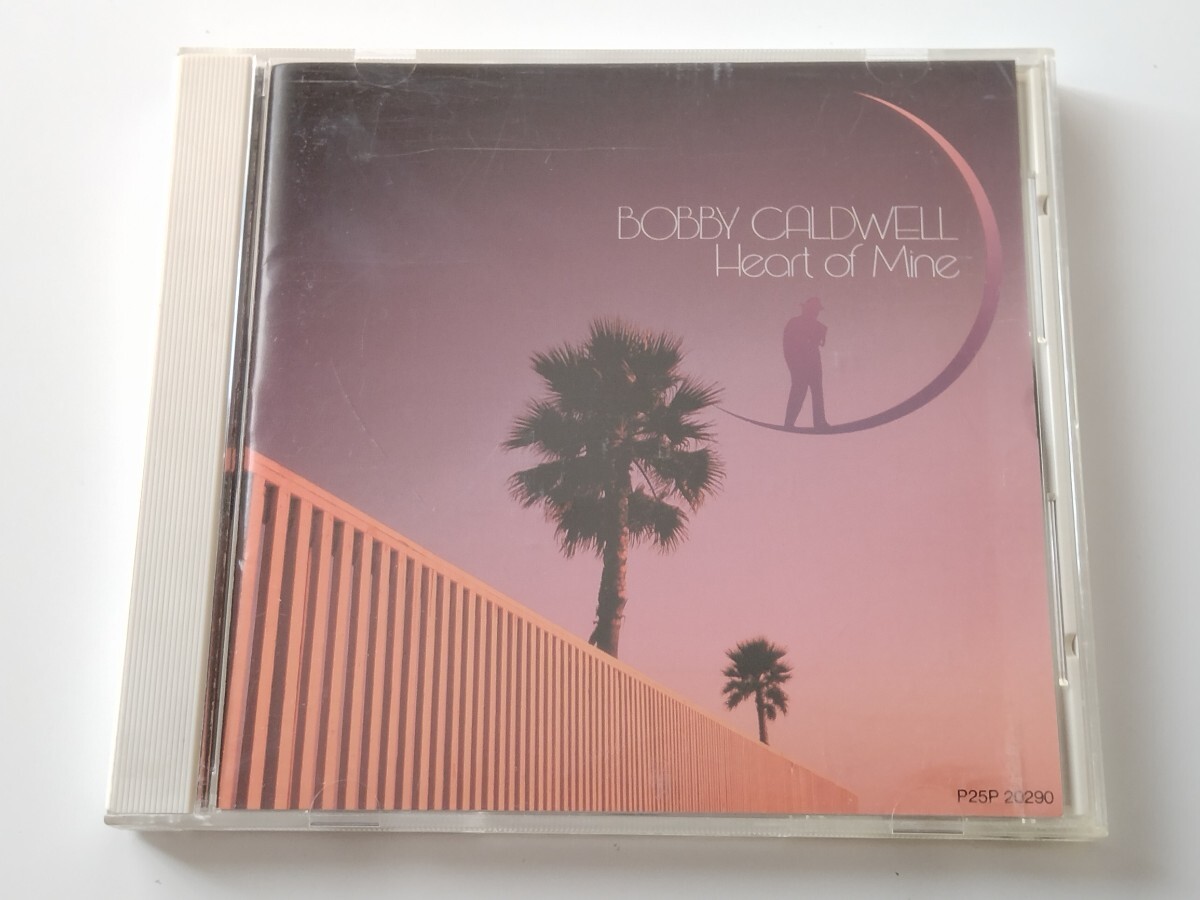 BOBBY CALDWELL
Heart of Mine
P25P 20290